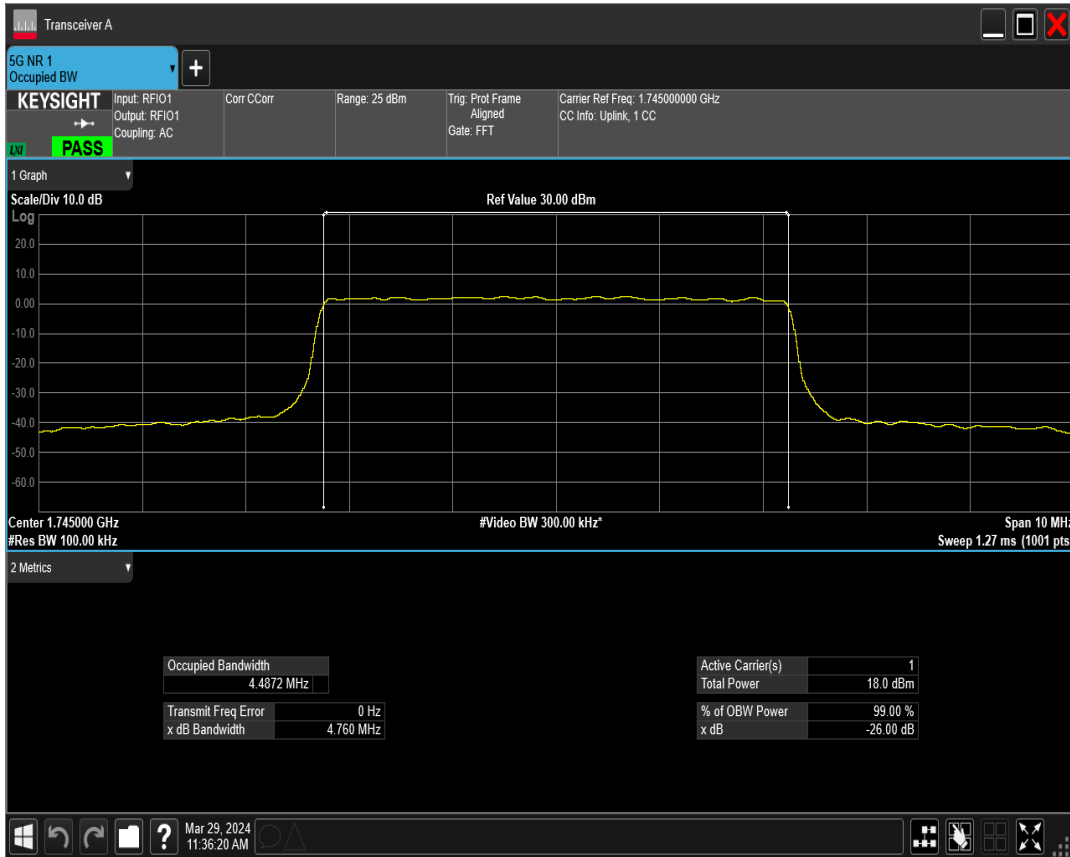 Transceiver A
5G NR 1
Occupied BW
KEYSIGHT
LXI
PASS
Input: RFIO1
Output: RFIO1
Coupling: AC
Corr CCorr
Range: 25 dBm
Trig: Prot Frame
Aligned
Gate: FFT
Carrier Ref Freq: 1.745000000 GHz
CC Info: Uplink, 1 CC
1 Graph
Scale/Div 10.0 dB
Ref Value 30.00 dBm
Log
20.0
10.0
0.00
-10.0
-20.0
-30.0
-40.0
-50.0
-60.0
Center 1.745000 GHz
#Video BW 300.00 kHz*
Span 10 MHz
#Res BW 100.00 kHz
Sweep 1.27 ms (1001 pts
2 Metrics
Occupied Bandwidth
4.4872 MHz
Transmit Freq Error 0 Hz
x dB Bandwidth 4.760 MHz
Active Carrier(s) 1
Total Power 18.0 dBm
% of OBW Power 99.00 %
x dB -26.00 dB
?
Mar 29, 2024
11:36:20 AM